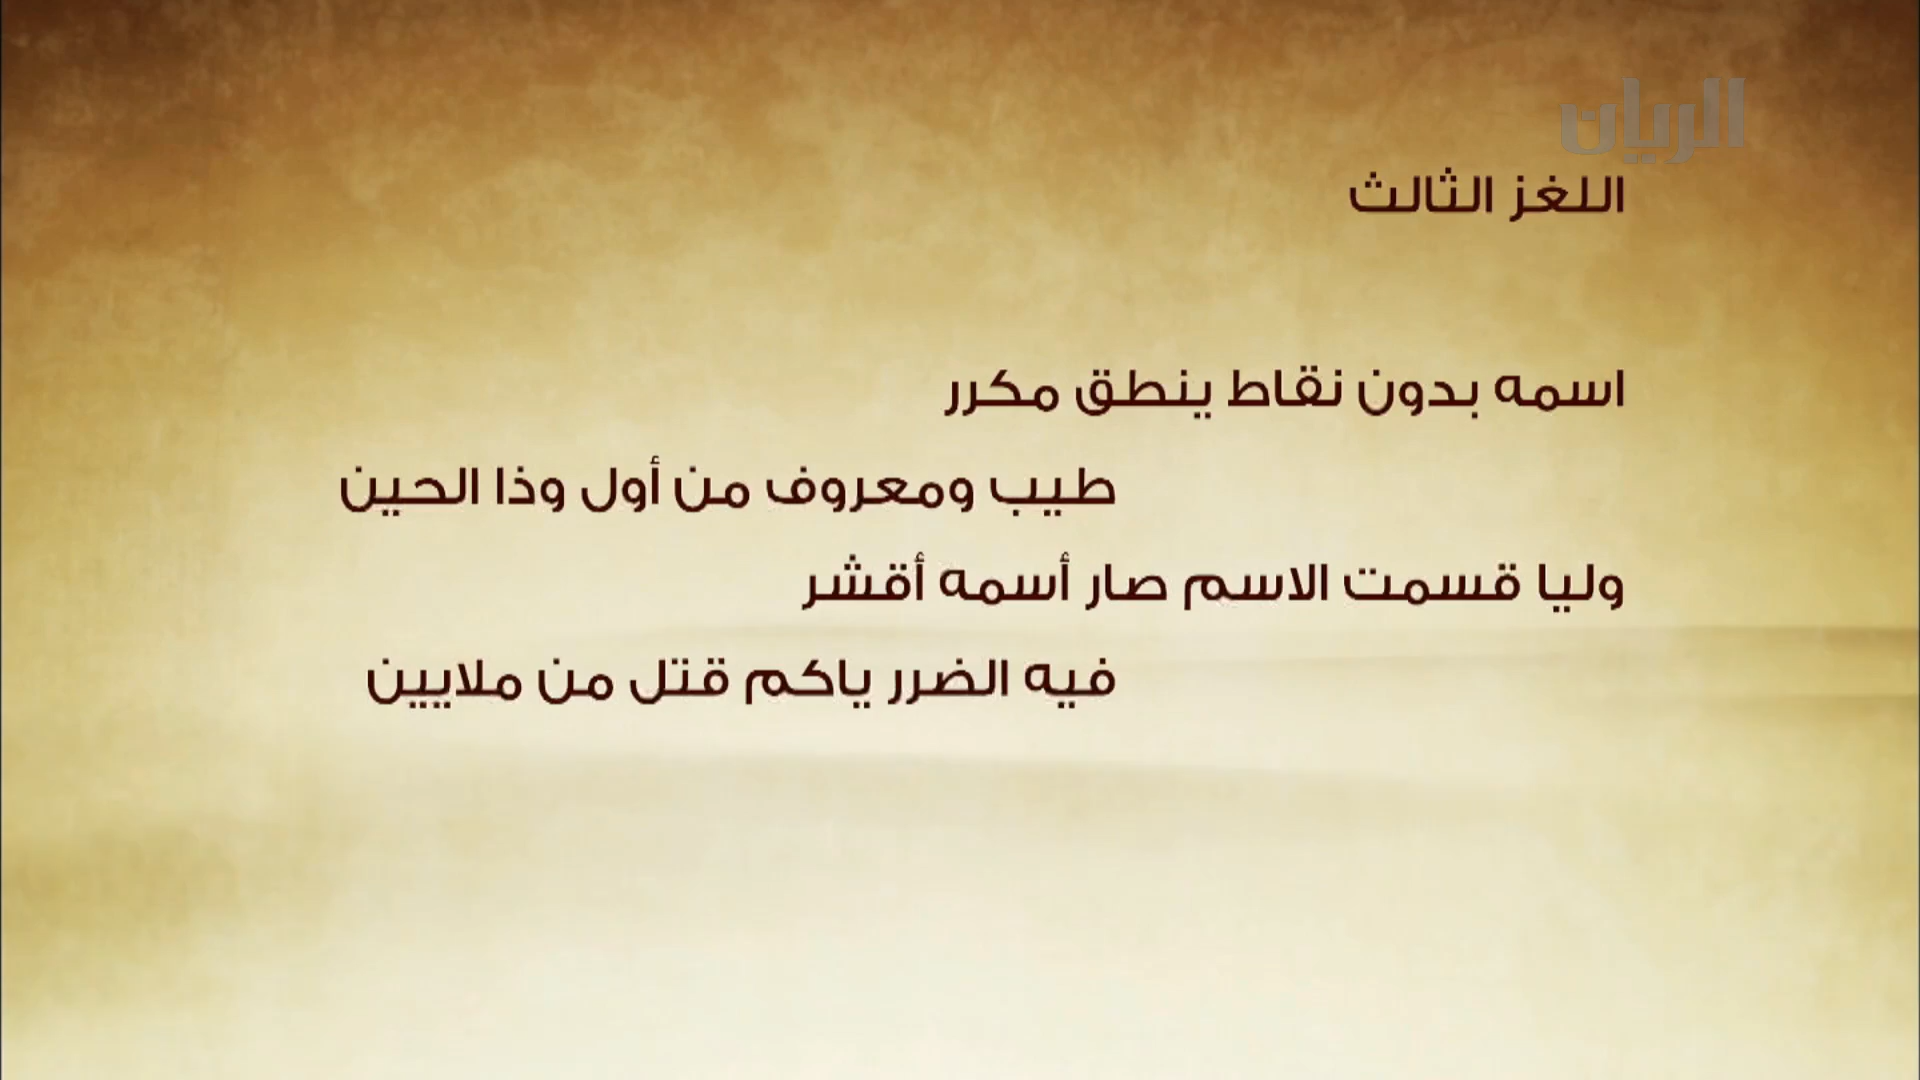 الريان
اللغز الثالث
اسمه بدون نقاط ينطق مكرر
طيب ومعروف من أول وذا الحين
وليا قسمت الاسم صار أسمه أقشر
فيه الضرر ياكم قتل من ملايين